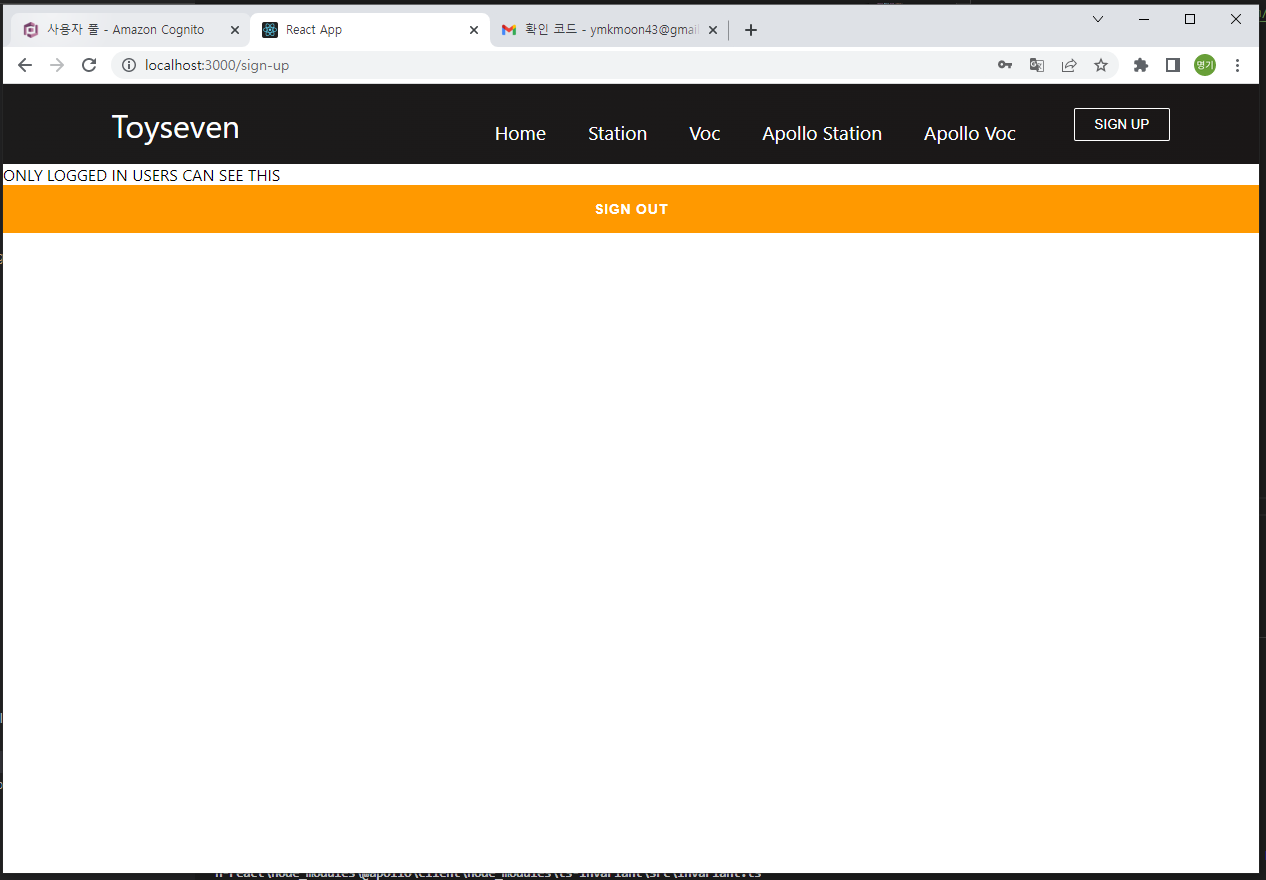 사용자 풀 - Amazon Cognito
React App
확인 코드 - ymkmoon43@gmail
localhost:3000/sign-up
명기
Toyseven
Home Station Voc Apollo Station Apollo Voc SIGN UP
ONLY LOGGED IN USERS CAN SEE THIS
SIGN OUT
n-react\node_modules\@apollo\client\node_modules\ts-invariant\src\invariant.ts